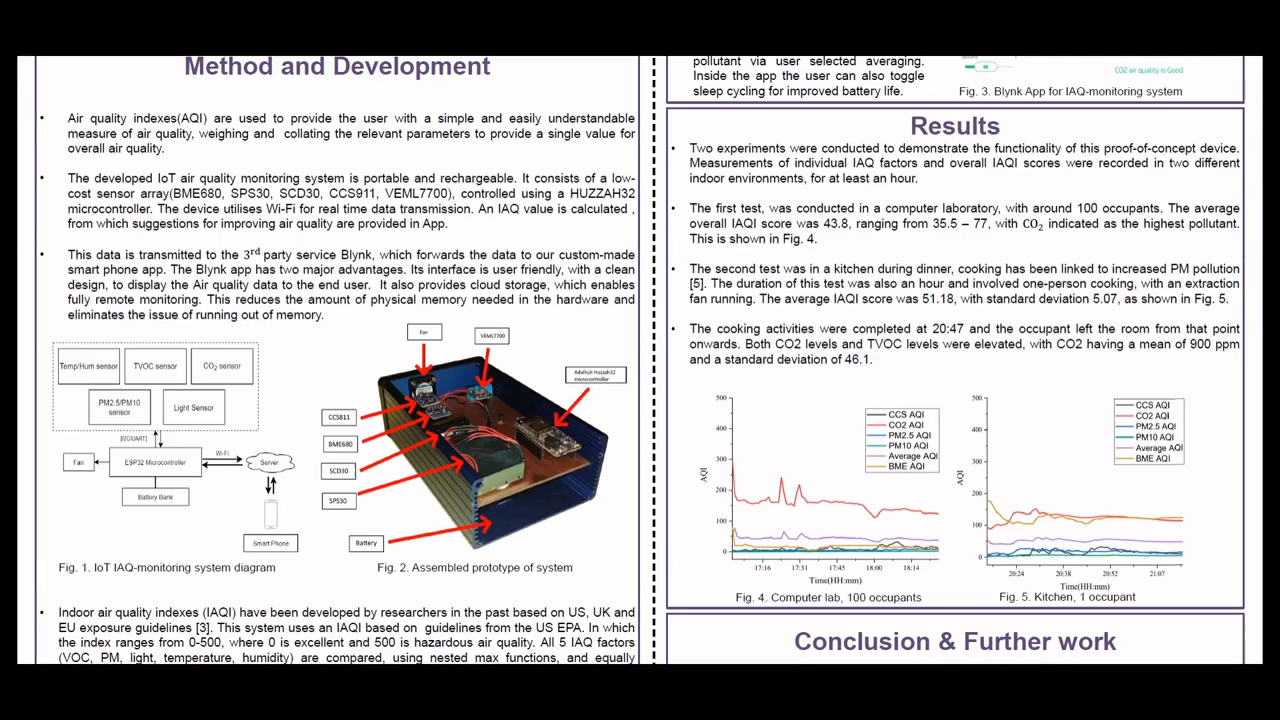 Method and Development
• Air quality indexes(AQI) are used to provide the user with a simple and easily understandable
measure of air quality, weighing and collating the relevant parameters to provide a single value for
overall air quality.
• The developed IoT air quality monitoring system is portable and rechargeable. It consists of a low-
cost sensor array(BME680, SPS30, SCD30, CCS911, VEML7700), controlled using a HUZZAH32
microcontroller. The device utilises Wi-Fi for real time data transmission. An IAQ value is calculated ,
from which suggestions for improving air quality are provided in App.
• This data is transmitted to the 3rd party service Blynk, which forwards the data to our custom-made
smart phone app. The Blynk app has two major advantages. Its interface is user friendly, with a clean
design, to display the Air quality data to the end user. It also provides cloud storage, which enables
fully remote monitoring. This reduces the amount of physical memory needed in the hardware and
eliminates the issue of running out of memory.
Temp/Hum sensor
TVOC sensor
CO2 sensor
PM2.5/PM10
sensor
Light Sensor
[I2C/UART]
Fan
ESP32 Microcontroller
Wi-Fi
Server
Battery Bank
Smart Phone
Fig. 1. IoT IAQ-monitoring system diagram
Fan
VEML7700
Adafruit Huzzah32
microcontroller
CCS811
BME680
SCD30
SPS30
Battery
Fig. 2. Assembled prototype of system
• Indoor air quality indexes (IAQI) have been developed by researchers in the past based on US, UK and
EU exposure guidelines [3]. This system uses an IAQI based on guidelines from the US EPA. In which
the index ranges from 0-500, where 0 is excellent and 500 is hazardous air quality. All 5 IAQ factors
(VOC, PM, light, temperature, humidity) are compared, using nested max functions, and equally
pollutant via user selected averaging.
Inside the app the user can also toggle
sleep cycling for improved battery life.
CO2 air quality is Good
Fig. 3. Blynk App for IAQ-monitoring system
Results
• Two experiments were conducted to demonstrate the functionality of this proof-of-concept device.
Measurements of individual IAQ factors and overall IAQI scores were recorded in two different
indoor environments, for at least an hour.
• The first test, was conducted in a computer laboratory, with around 100 occupants. The average
overall IAQI score was 43.8, ranging from 35.5 – 77, with CO2 indicated as the highest pollutant.
This is shown in Fig. 4.
• The second test was in a kitchen during dinner, cooking has been linked to increased PM pollution
[5]. The duration of this test was also an hour and involved one-person cooking, with an extraction
fan running. The average IAQI score was 51.18, with standard deviation 5.07, as shown in Fig. 5.
• The cooking activities were completed at 20:47 and the occupant left the room from that point
onwards. Both CO2 levels and TVOC levels were elevated, with CO2 having a mean of 900 ppm
and a standard deviation of 46.1.
500
400
300
200
100
0
AQI
CCS AQI
CO2 AQI
PM2.5 AQI
PM10 AQI
Average AQI
BME AQI
17:16 17:31 17:45 18:00 18:14
Time(HH:mm)
Fig. 4. Computer lab, 100 occupants
500
400
300
200
100
0
AQI
CCS AQI
CO2 AQI
PM2.5 AQI
PM10 AQI
Average AQI
BME AQI
20:24 20:38 20:52 21:07
Time(HH:mm)
Fig. 5. Kitchen, 1 occupant
Conclusion & Further work